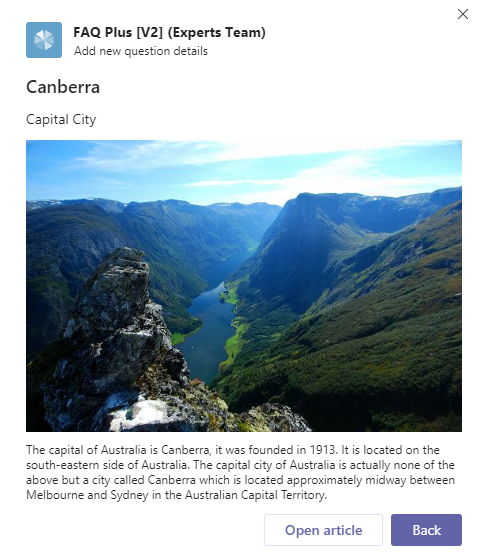 FAQ Plus [V2] (Experts Team)
Add new question details
Canberra
Capital City
The capital of Australia is Canberra, it was founded in 1913. It is located on the
south-eastern side of Australia. The capital city of Australia is actually none of the
above but a city called Canberra which is located approximately midway between
Melbourne and Sydney in the Australian Capital Territory.
Open article
Back